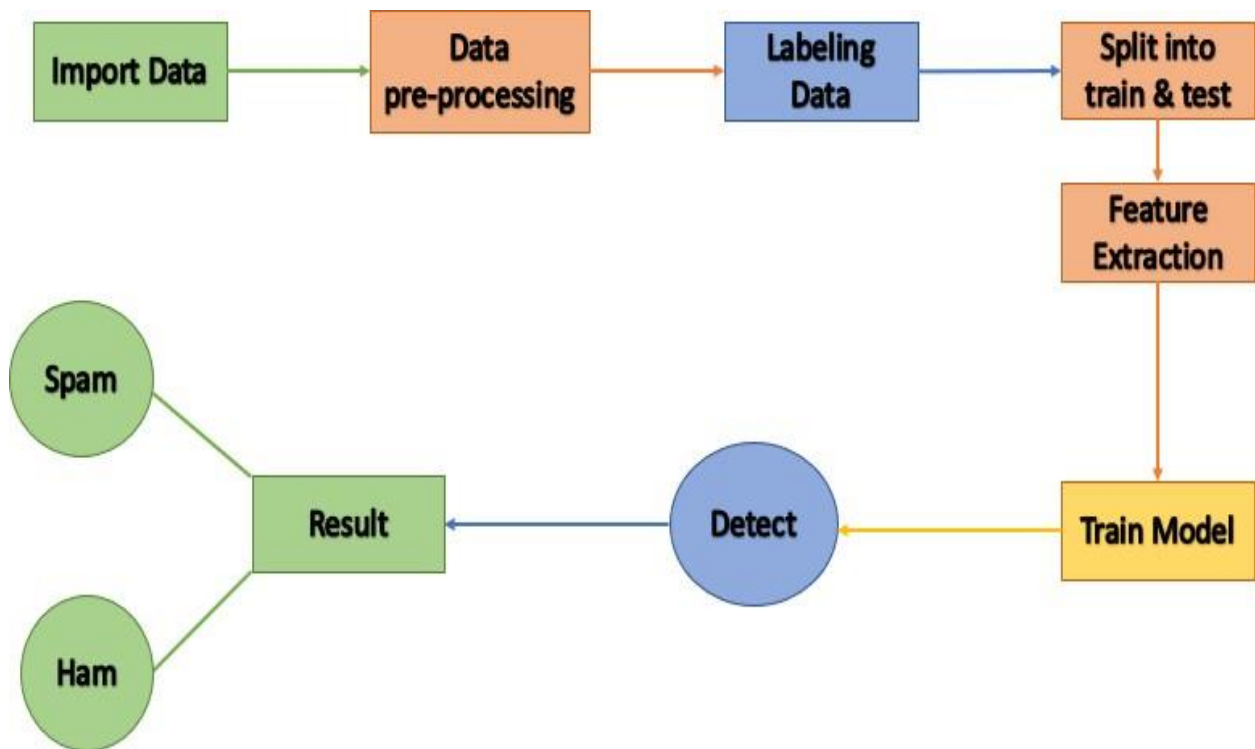 Import Data
Data
pre-processing
Labeling
Data
Split into
train & test
Feature
Extraction
Train Model
Detect
Result
Spam
Ham